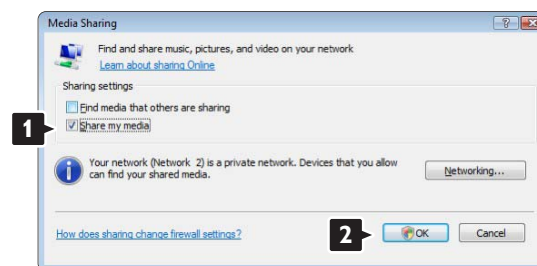 Media Sharing
Find and share music, pictures, and video on your network
Learn about sharing Online
Sharing settings
Find media that others are sharing
1
Share my media
Your network (Network 2) is a private network. Devices that you allow
can find your shared media.
Networking...
How does sharing change firewall settings?
2
OK
Cancel